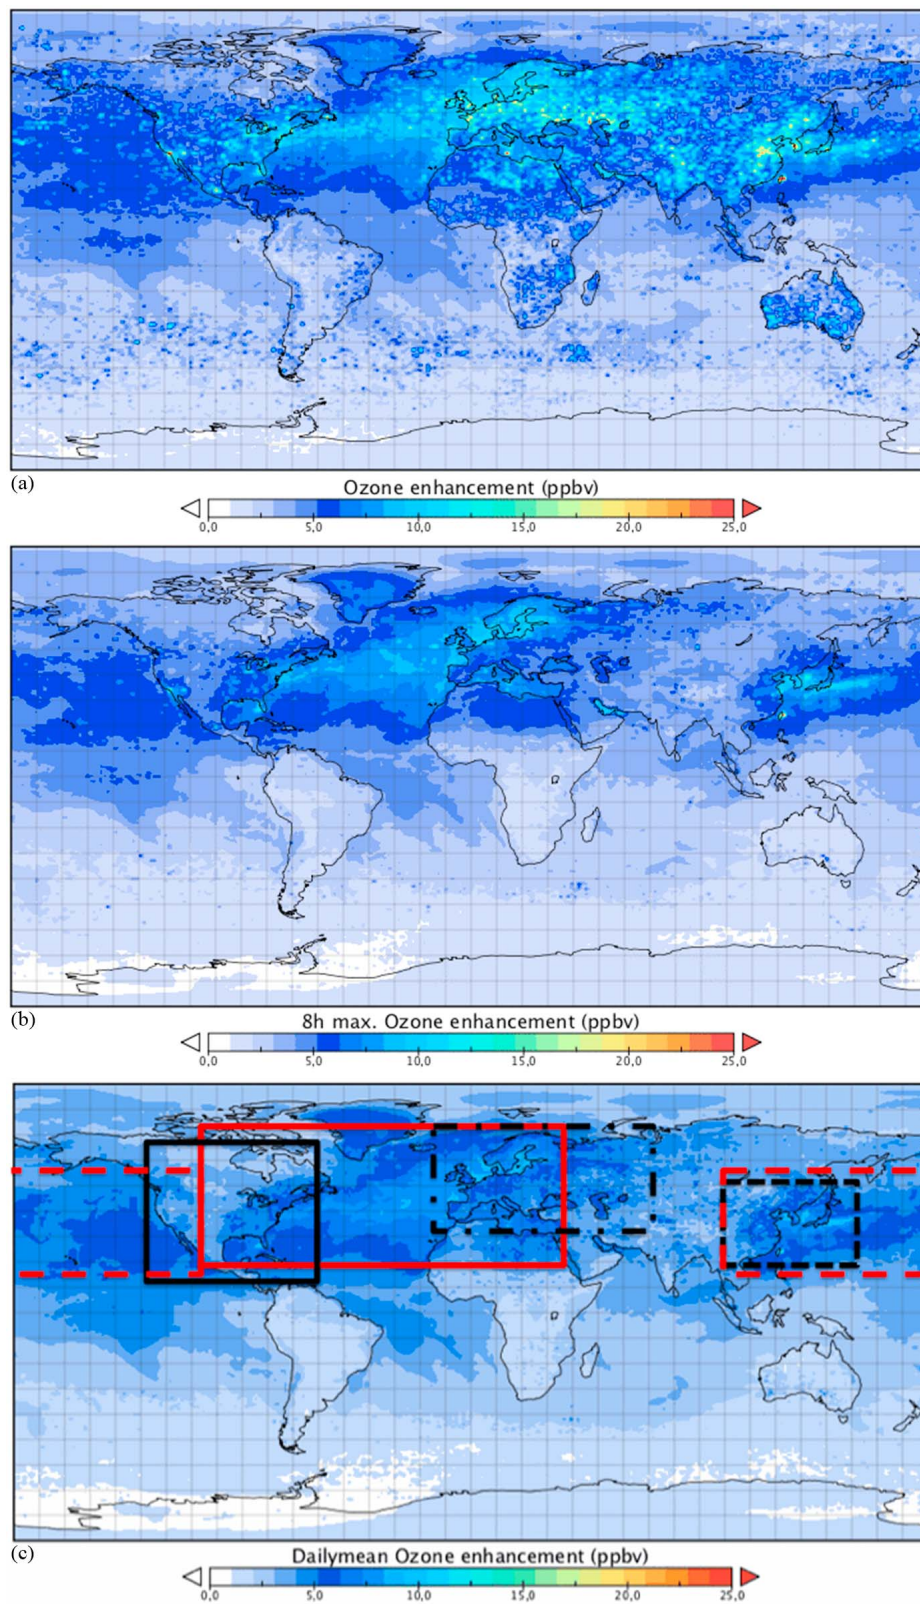 (a)
Ozone enhancement (ppbv)
0,0 5,0 10,0 15,0 20,0 25,0
(b)
8h max. Ozone enhancement (ppbv)
0,0 5,0 10,0 15,0 20,0 25,0
(c)
Dailymean Ozone enhancement (ppbv)
0,0 5,0 10,0 15,0 20,0 25,0